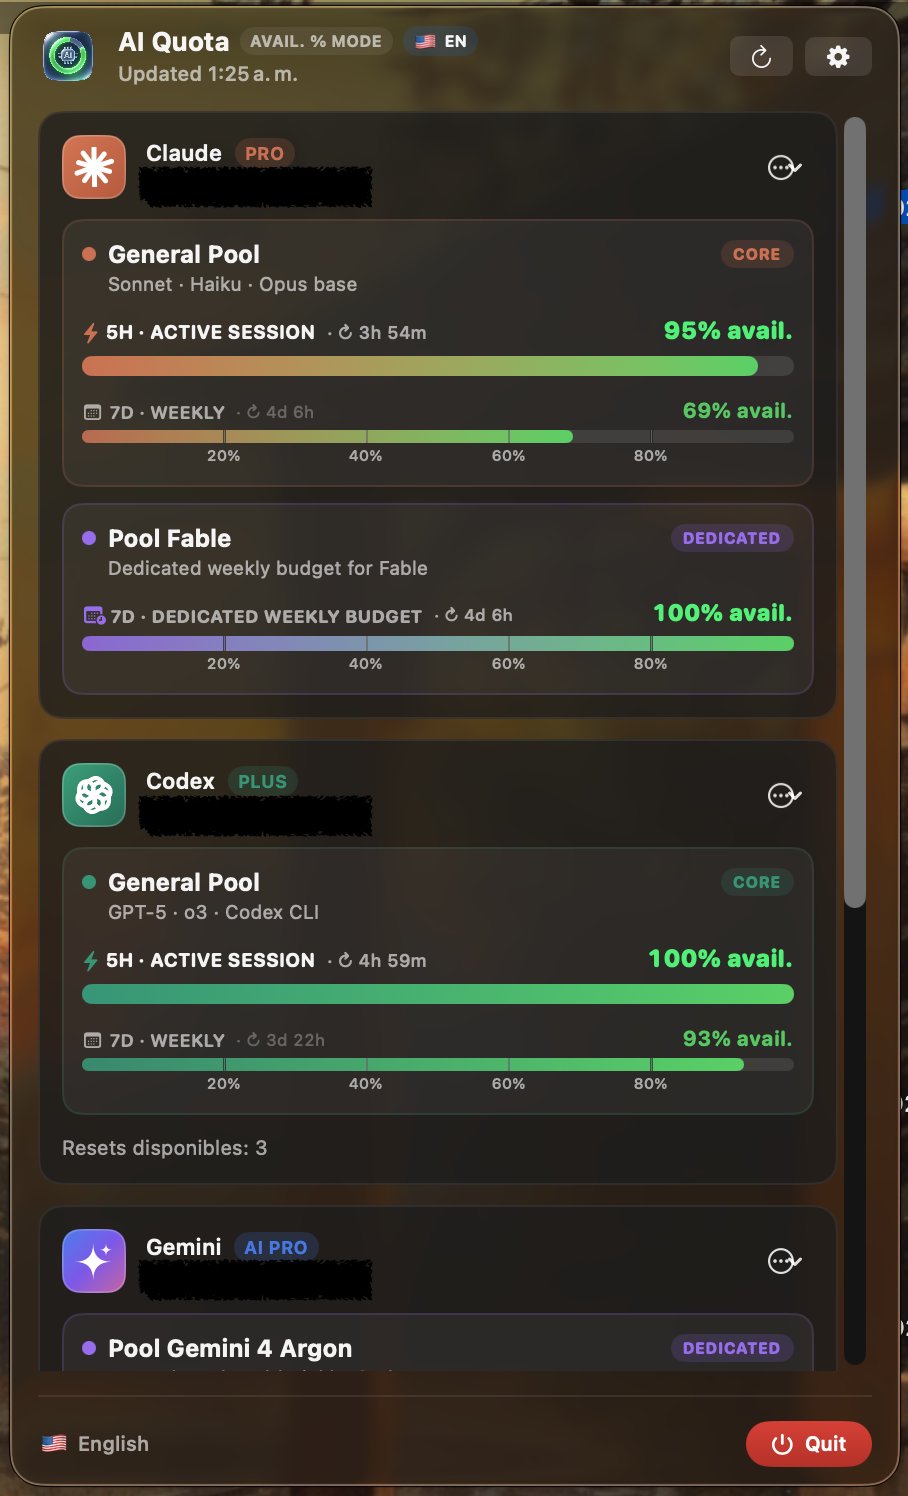 AI Quota AVAIL. % MODE 🇺🇸 EN
Updated 1:25 a. m.
Claude PRO
General Pool CORE
Sonnet · Haiku · Opus base
5H · ACTIVE SESSION · 3h 54m 95% avail.
7D · WEEKLY · 4d 6h 69% avail.
20% 40% 60% 80%
Pool Fable DEDICATED
Dedicated weekly budget for Fable
7D · DEDICATED WEEKLY BUDGET · 4d 6h 100% avail.
20% 40% 60% 80%
Codex PLUS
General Pool CORE
GPT-5 · o3 · Codex CLI
5H · ACTIVE SESSION · 4h 59m 100% avail.
7D · WEEKLY · 3d 22h 93% avail.
20% 40% 60% 80%
Resets disponibles: 3
Gemini AI PRO
Pool Gemini 4 Argon DEDICATED
🇺🇸 English Quit